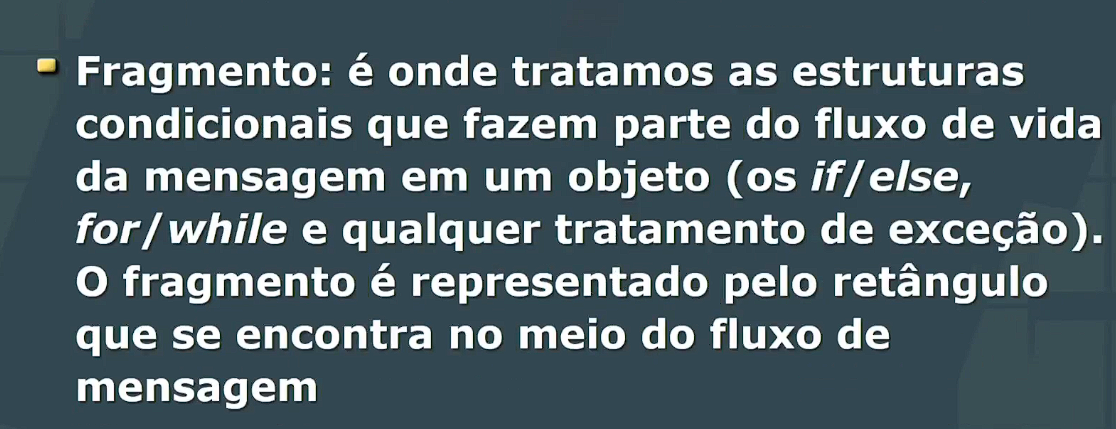 Fragmento: é onde tratamos as estruturas
condicionais que fazem parte do fluxo de vida
da mensagem em um objeto (os if/else,
for/while e qualquer tratamento de exceção).
O fragmento é representado pelo retângulo
que se encontra no meio do fluxo de
mensagem